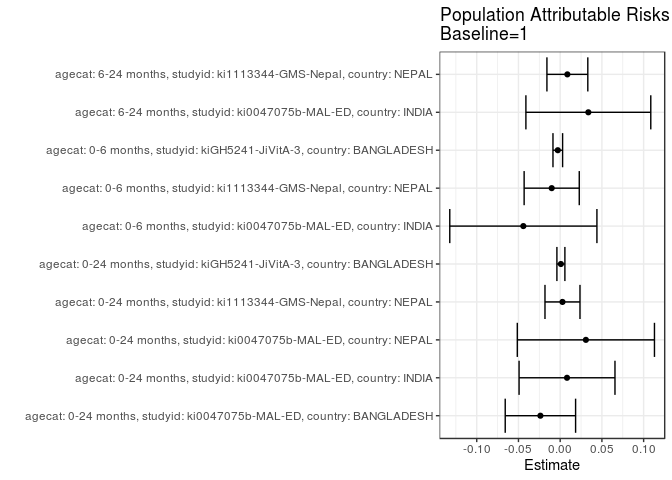 Population Attributable Risks
Baseline=1
agecat: 6-24 months, studyid: ki1113344-GMS-Nepal, country: NEPAL
agecat: 6-24 months, studyid: ki0047075b-MAL-ED, country: INDIA
agecat: 0-6 months, studyid: kiGH5241-JiVitA-3, country: BANGLADESH
agecat: 0-6 months, studyid: ki1113344-GMS-Nepal, country: NEPAL
agecat: 0-6 months, studyid: ki0047075b-MAL-ED, country: INDIA
agecat: 0-24 months, studyid: kiGH5241-JiVitA-3, country: BANGLADESH
agecat: 0-24 months, studyid: ki1113344-GMS-Nepal, country: NEPAL
agecat: 0-24 months, studyid: ki0047075b-MAL-ED, country: NEPAL
agecat: 0-24 months, studyid: ki0047075b-MAL-ED, country: INDIA
agecat: 0-24 months, studyid: ki0047075b-MAL-ED, country: BANGLADESH
-0.10 -0.05 0.00 0.05 0.10
Estimate